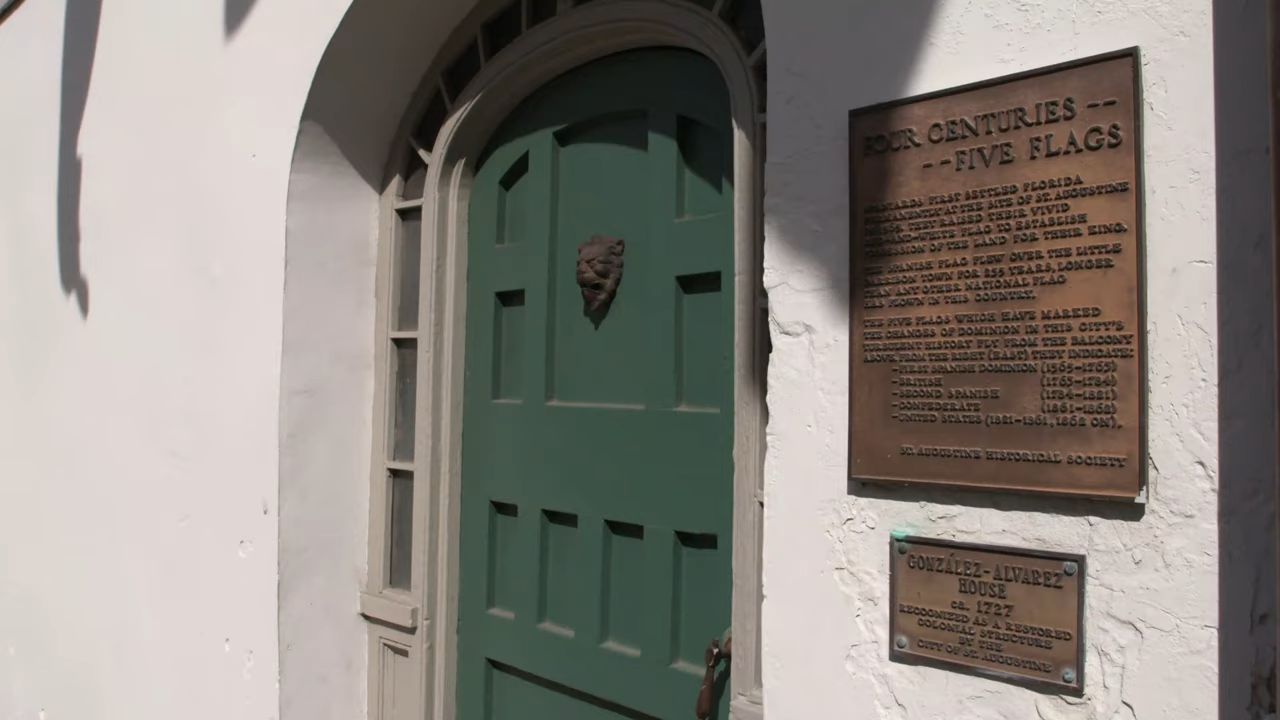 FOUR CENTURIES --
--FIVE FLAGS
SPANIARDS FIRST SETTLED FLORIDA
PERMANENTLY AT THE SITE OF ST. AUGUSTINE
THEY RAISED THEIR VIVID
RED-AND-WHITE FLAG TO ESTABLISH
POSSESSION OF THE LAND FOR THEIR KING.
THE SPANISH FLAG FLEW OVER THE LITTLE
GARRISON TOWN FOR 235 YEARS, LONGER
THAN ANY OTHER NATIONAL FLAG
HAS FLOWN IN THIS COUNTRY.
THE FIVE FLAGS WHICH HAVE MARKED
THE CHANGES OF DOMINION IN THIS CITY'S
TURBULENT HISTORY FLY FROM THE BALCONY
ABOVE. FROM THE RIGHT (EAST) THEY INDICATE:
-FIRST SPANISH DOMINION (1565-1763)
-BRITISH (1763-1784)
-SECOND SPANISH (1784-1821)
-CONFEDERATE (1861-1862)
-UNITED STATES (1821-1861, 1862 ON).
ST. AUGUSTINE HISTORICAL SOCIETY
GONZÁLEZ-ALVAREZ
HOUSE
ca. 1727
RECOGNIZED AS A RESTORED
COLONIAL STRUCTURE
BY THE
CITY OF ST. AUGUSTINE